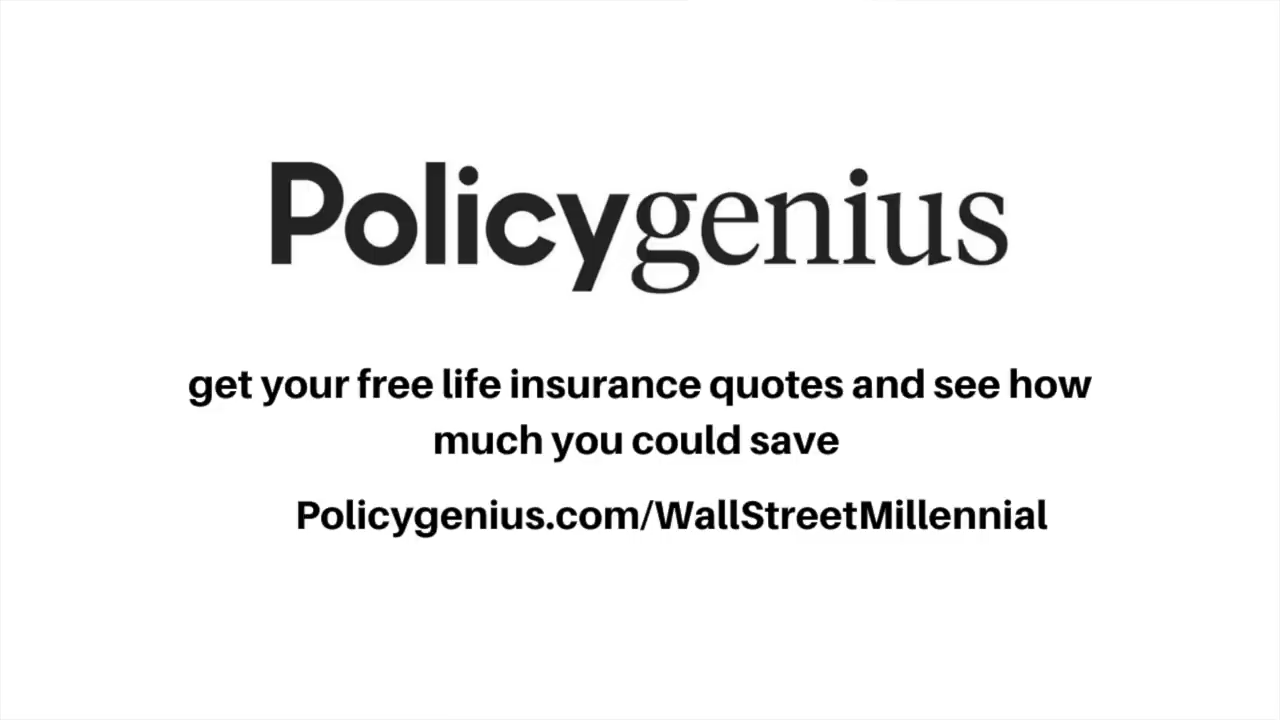 Policygenius
get your free life insurance quotes and see how
much you could save
Policygenius.com/WallStreetMillennial